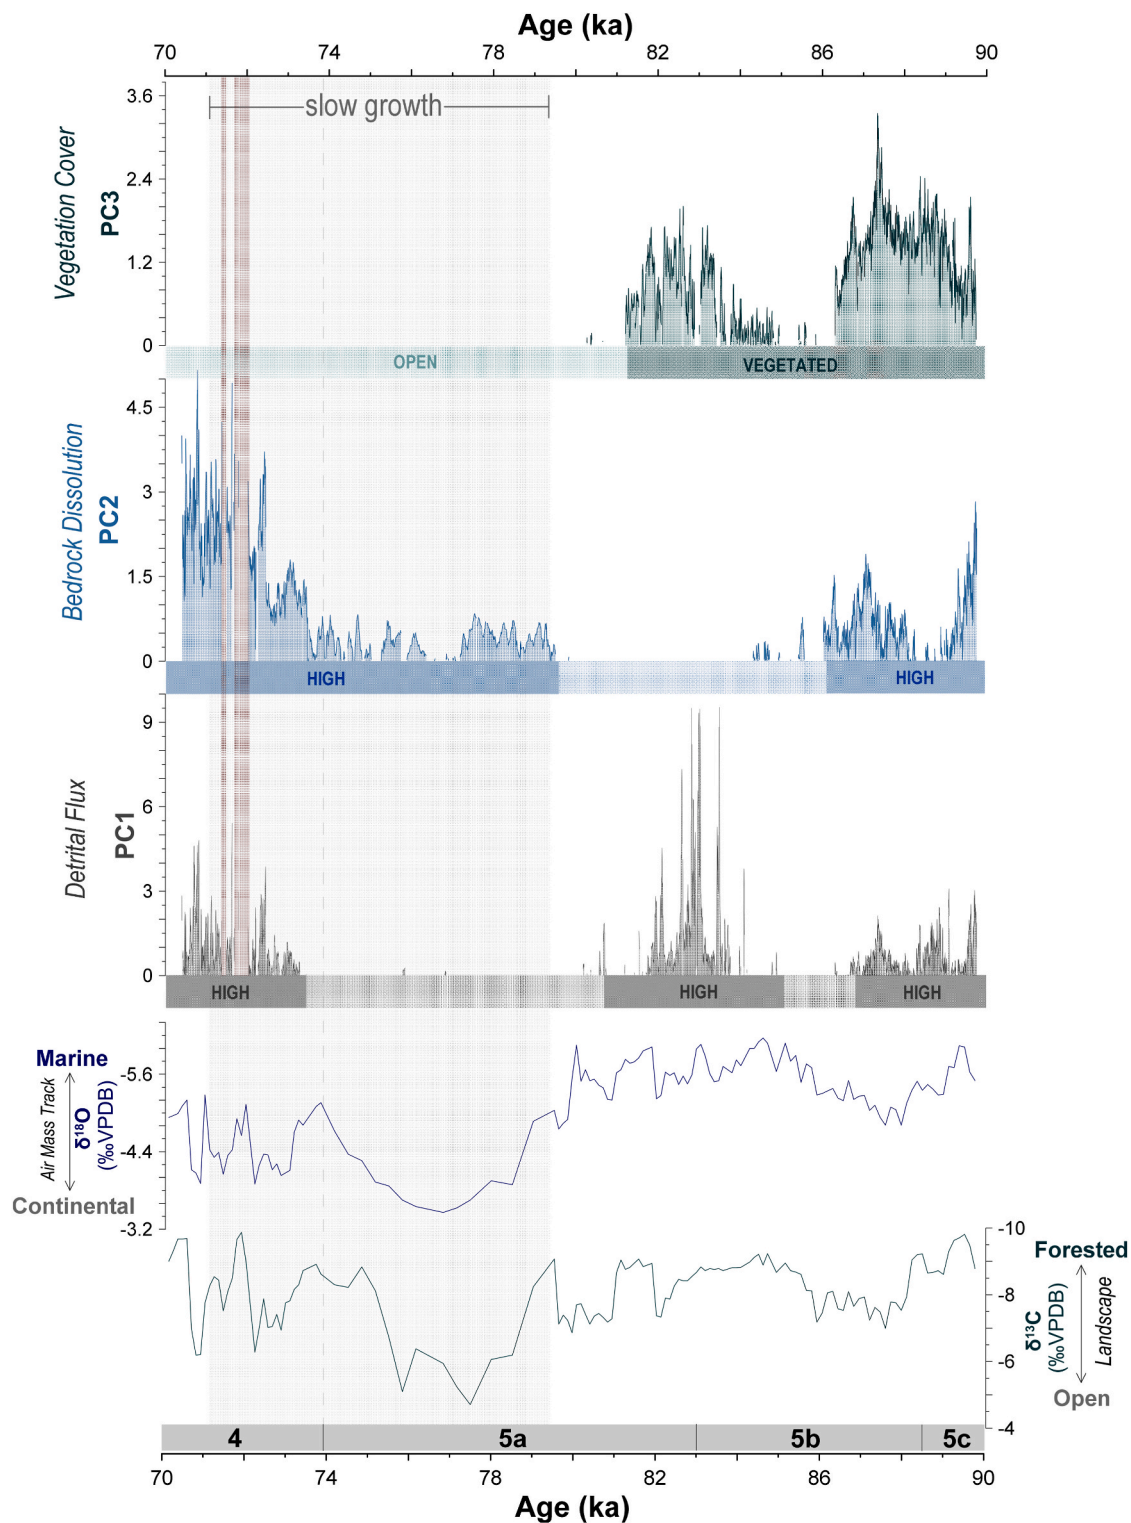 Age (ka)
70 74 78 82 86 90
slow growth
Vegetation Cover
PC3
3.6
2.4
1.2
0
OPEN
VEGETATED
Bedrock Dissolution
PC2
4.5
3
1.5
0
HIGH
HIGH
Detrital Flux
PC1
9
6
3
0
HIGH
HIGH
HIGH
Marine
Air Mass Track
δ¹⁸O
(‰VPDB)
Continental
-5.6
-4.4
-3.2
-10
-8
-6
-4
Forested
δ¹³C
(‰VPDB)
Landscape
Open
4 5a 5b 5c
70 74 78 82 86 90
Age (ka)